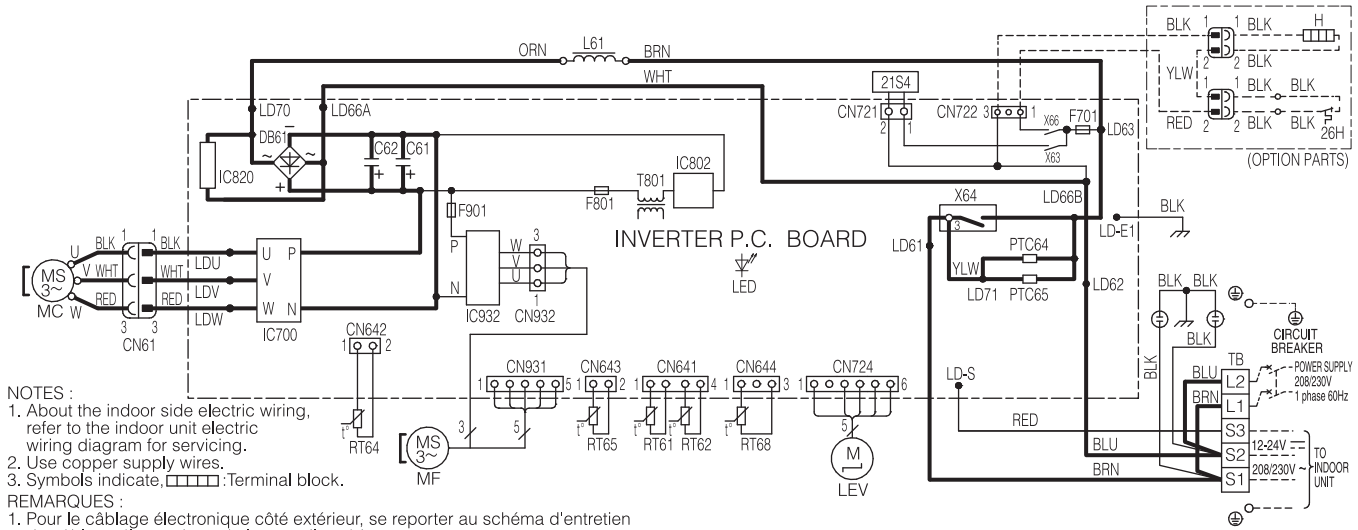 ORN L61 BRN
WHT
BLK 1 1 BLK H
2 2 BLK
YLW
1 1 BLK BLK
RED 2 2 BLK BLK 26H
(OPTION PARTS)
LD70 LD66A
21S4
CN721 2 1
CN722 3 1
X66 F701 LD63
X63
DB61 − ~ ~ +
C62 C61
+ +
IC820
T801 IC802
F801
F901
INVERTER P.C. BOARD
LED
X64
3
LD66B
BLK
LD-E1
LD61
YLW PTC64
LD71 PTC65
LD62
U BLK 1 1 BLK LDU U P
MS 3~ V WHT WHT LDV V
MC W RED 3 3 RED LDW W N
CN61
IC700
P W 3
V
N U 1
IC932 CN932
CN642
1 2
t° RT64
CN931
1 5
3 5
MS 3~
MF
CN643
1 2
t° RT65
CN641
1 4
t° RT61 t° RT62
CN644
1 3
t° RT68
CN724
1 6
5
M
LEV
LD-S
RED
BLU
BRN
BLK BLK
BLK
BLK
CIRCUIT
BREAKER
TB
BLU L2
BRN L1
S3
S2
S1
POWER SUPPLY
208/230V
1 phase 60Hz
12-24V
208/230V ~
TO
INDOOR
UNIT
NOTES :
1. About the indoor side electric wiring,
refer to the indoor unit electric
wiring diagram for servicing.
2. Use copper supply wires.
3. Symbols indicate, :Terminal block.
REMARQUES :
1. Pour le câblage électronique côté extérieur, se reporter au schéma d'entretien